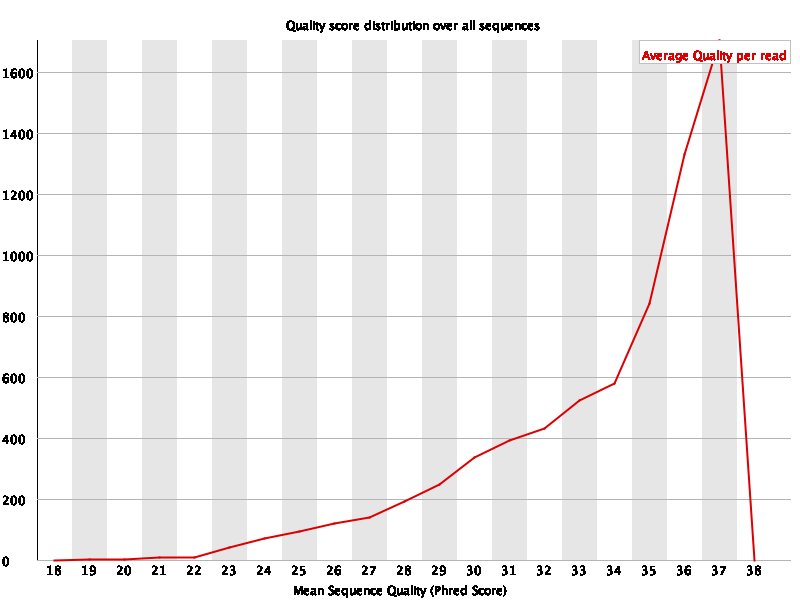 Quality score distribution over all sequences
Average Quality per read
1600
1400
1200
1000
800
600
400
200
0
18 19 20 21 22 23 24 25 26 27 28 29 30 31 32 33 34 35 36 37 38
Mean Sequence Quality (Phred Score)